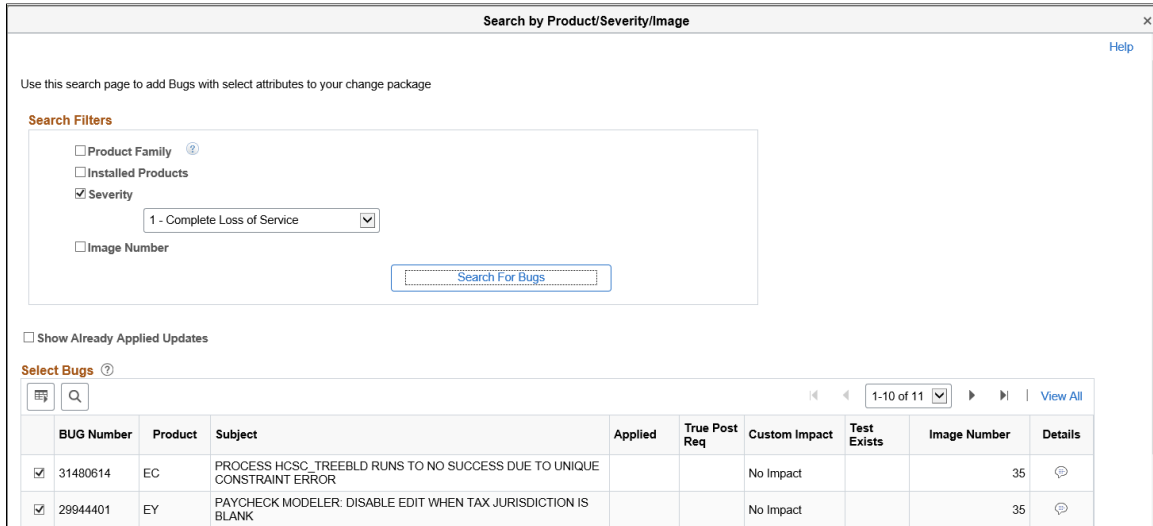 Search by Product/Severity/Image
×
Help
Use this search page to add Bugs with select attributes to your change package
Search Filters
Product Family ?
Installed Products
Severity
1 - Complete Loss of Service
Image Number
Search For Bugs
Show Already Applied Updates
Select Bugs ?
1-10 of 11 | View All
BUG Number Product Subject Applied True Post Req Custom Impact Test Exists Image Number Details
31480614 EC PROCESS HCSC_TREEBLD RUNS TO NO SUCCESS DUE TO UNIQUE
CONSTRAINT ERROR No Impact 35
29944401 EY PAYCHECK MODELER: DISABLE EDIT WHEN TAX JURISDICTION IS
BLANK No Impact 35